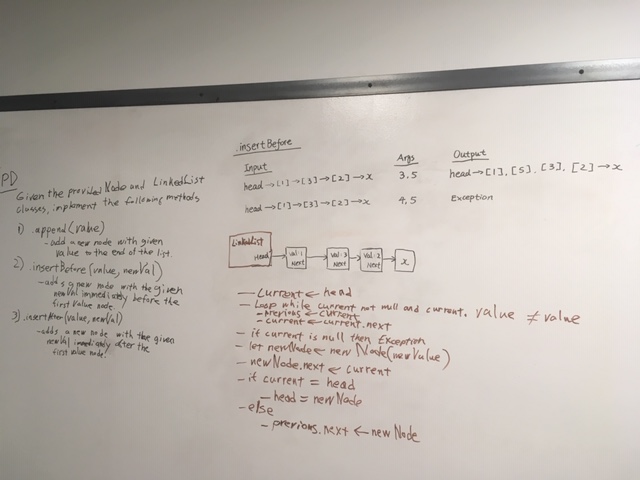 PD
Given the provided Node and LinkedList
classes, implement the following methods
1) .append(value)
- add a new node with given
value to the end of the list.
2) .insertBefore(value, newVal)
- adds a new node with the given
newVal immediately before the
first value node.
3) .insertAfter(value, newVal)
- adds a new node with the given
newVal immediately after the
first value node.
.insertBefore
Input Args Output
head → [1] → [3] → [2] → x 3, 5 head → [1], [5], [3], [2] → x
head → [1] → [3] → [2] → x 4, 5 Exception
LinkedList
Head
val: 1
Next
val: 3
Next
val: 2
Next
x
- Current ← head
- Loop while current not null and current.value ≠ value
- previous ← current
- current ← current.next
- if current is null then Exception
- let newNode ← new Node(newValue)
- newNode.next ← current
- if current = head
- head = newNode
- else
- previous.next ← newNode